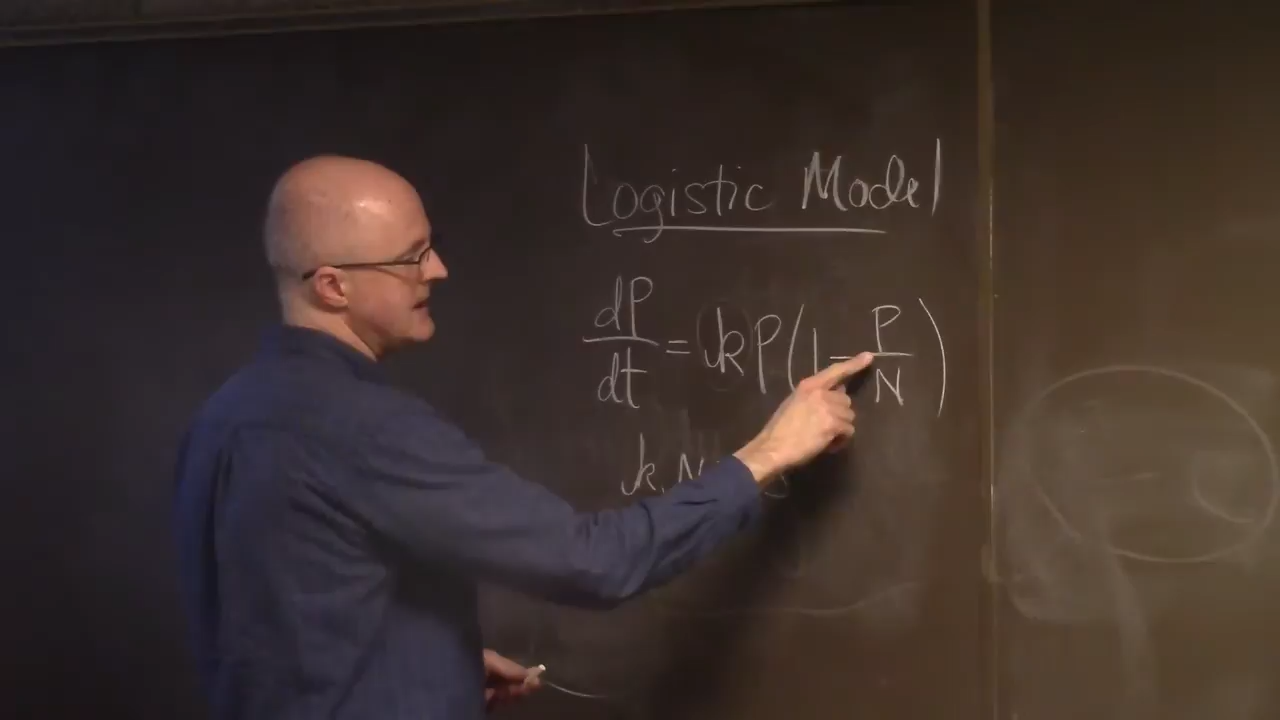 Logistic Model
dP/dt = kP(1 - P/N)
k, N